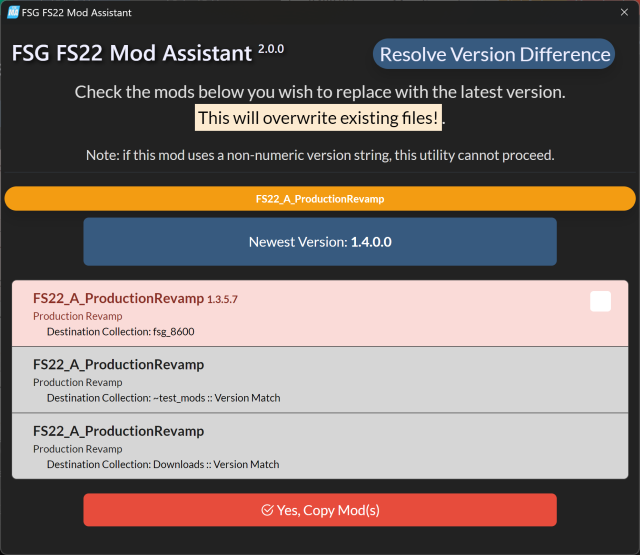 FSG FS22 Mod Assistant
FSG FS22 Mod Assistant 2.0.0
Resolve Version Difference
Check the mods below you wish to replace with the latest version.
This will overwrite existing files!.
Note: if this mod uses a non-numeric version string, this utility cannot proceed.
FS22_A_ProductionRevamp
Newest Version: 1.4.0.0
FS22_A_ProductionRevamp 1.3.5.7
Production Revamp
Destination Collection: fsg_8600
FS22_A_ProductionRevamp
Production Revamp
Destination Collection: ~test_mods :: Version Match
FS22_A_ProductionRevamp
Production Revamp
Destination Collection: Downloads :: Version Match
Yes, Copy Mod(s)